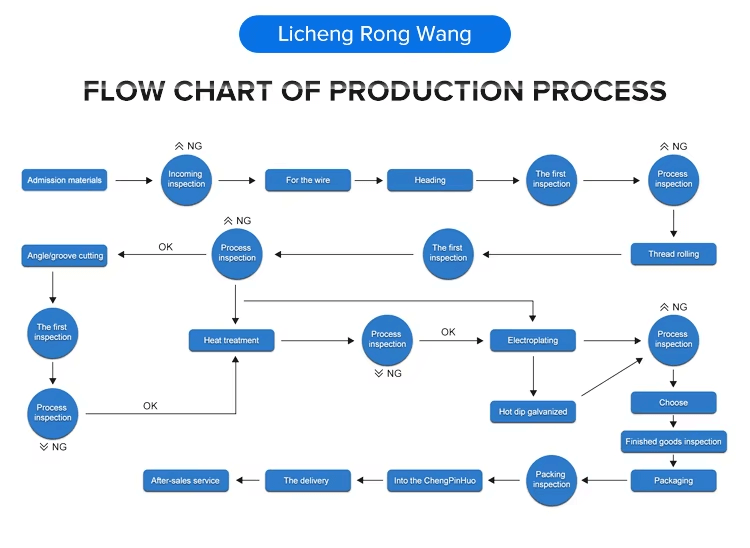 Licheng Rong Wang
FLOW CHART OF PRODUCTION PROCESS
NG
NG
Admission materials
Incoming
inspection
For the wire
Heading
The first
inspection
Process
inspection
NG
Angle/groove cutting
OK
Process
inspection
The first
inspection
Thread rolling
NG
The first
inspection
Heat treatment
Process
inspection
OK
Electroplating
Process
inspection
NG
Process
inspection
OK
Hot dip galvanized
Choose
NG
Finished goods inspection
After-sales service
The delivery
Into the ChengPinHuo
Packing
inspection
Packaging